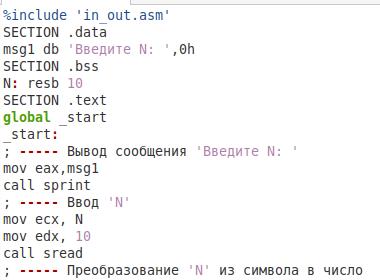 %include 'in_out.asm'
SECTION .data
msg1 db 'Введите N: ',0h
SECTION .bss
N: resb 10
SECTION .text
global _start
_start:
; ----- Вывод сообщения 'Введите N: '
mov eax,msg1
call sprint
; ----- Ввод 'N'
mov ecx, N
mov edx, 10
call sread
; ----- Преобразование 'N' из символа в число